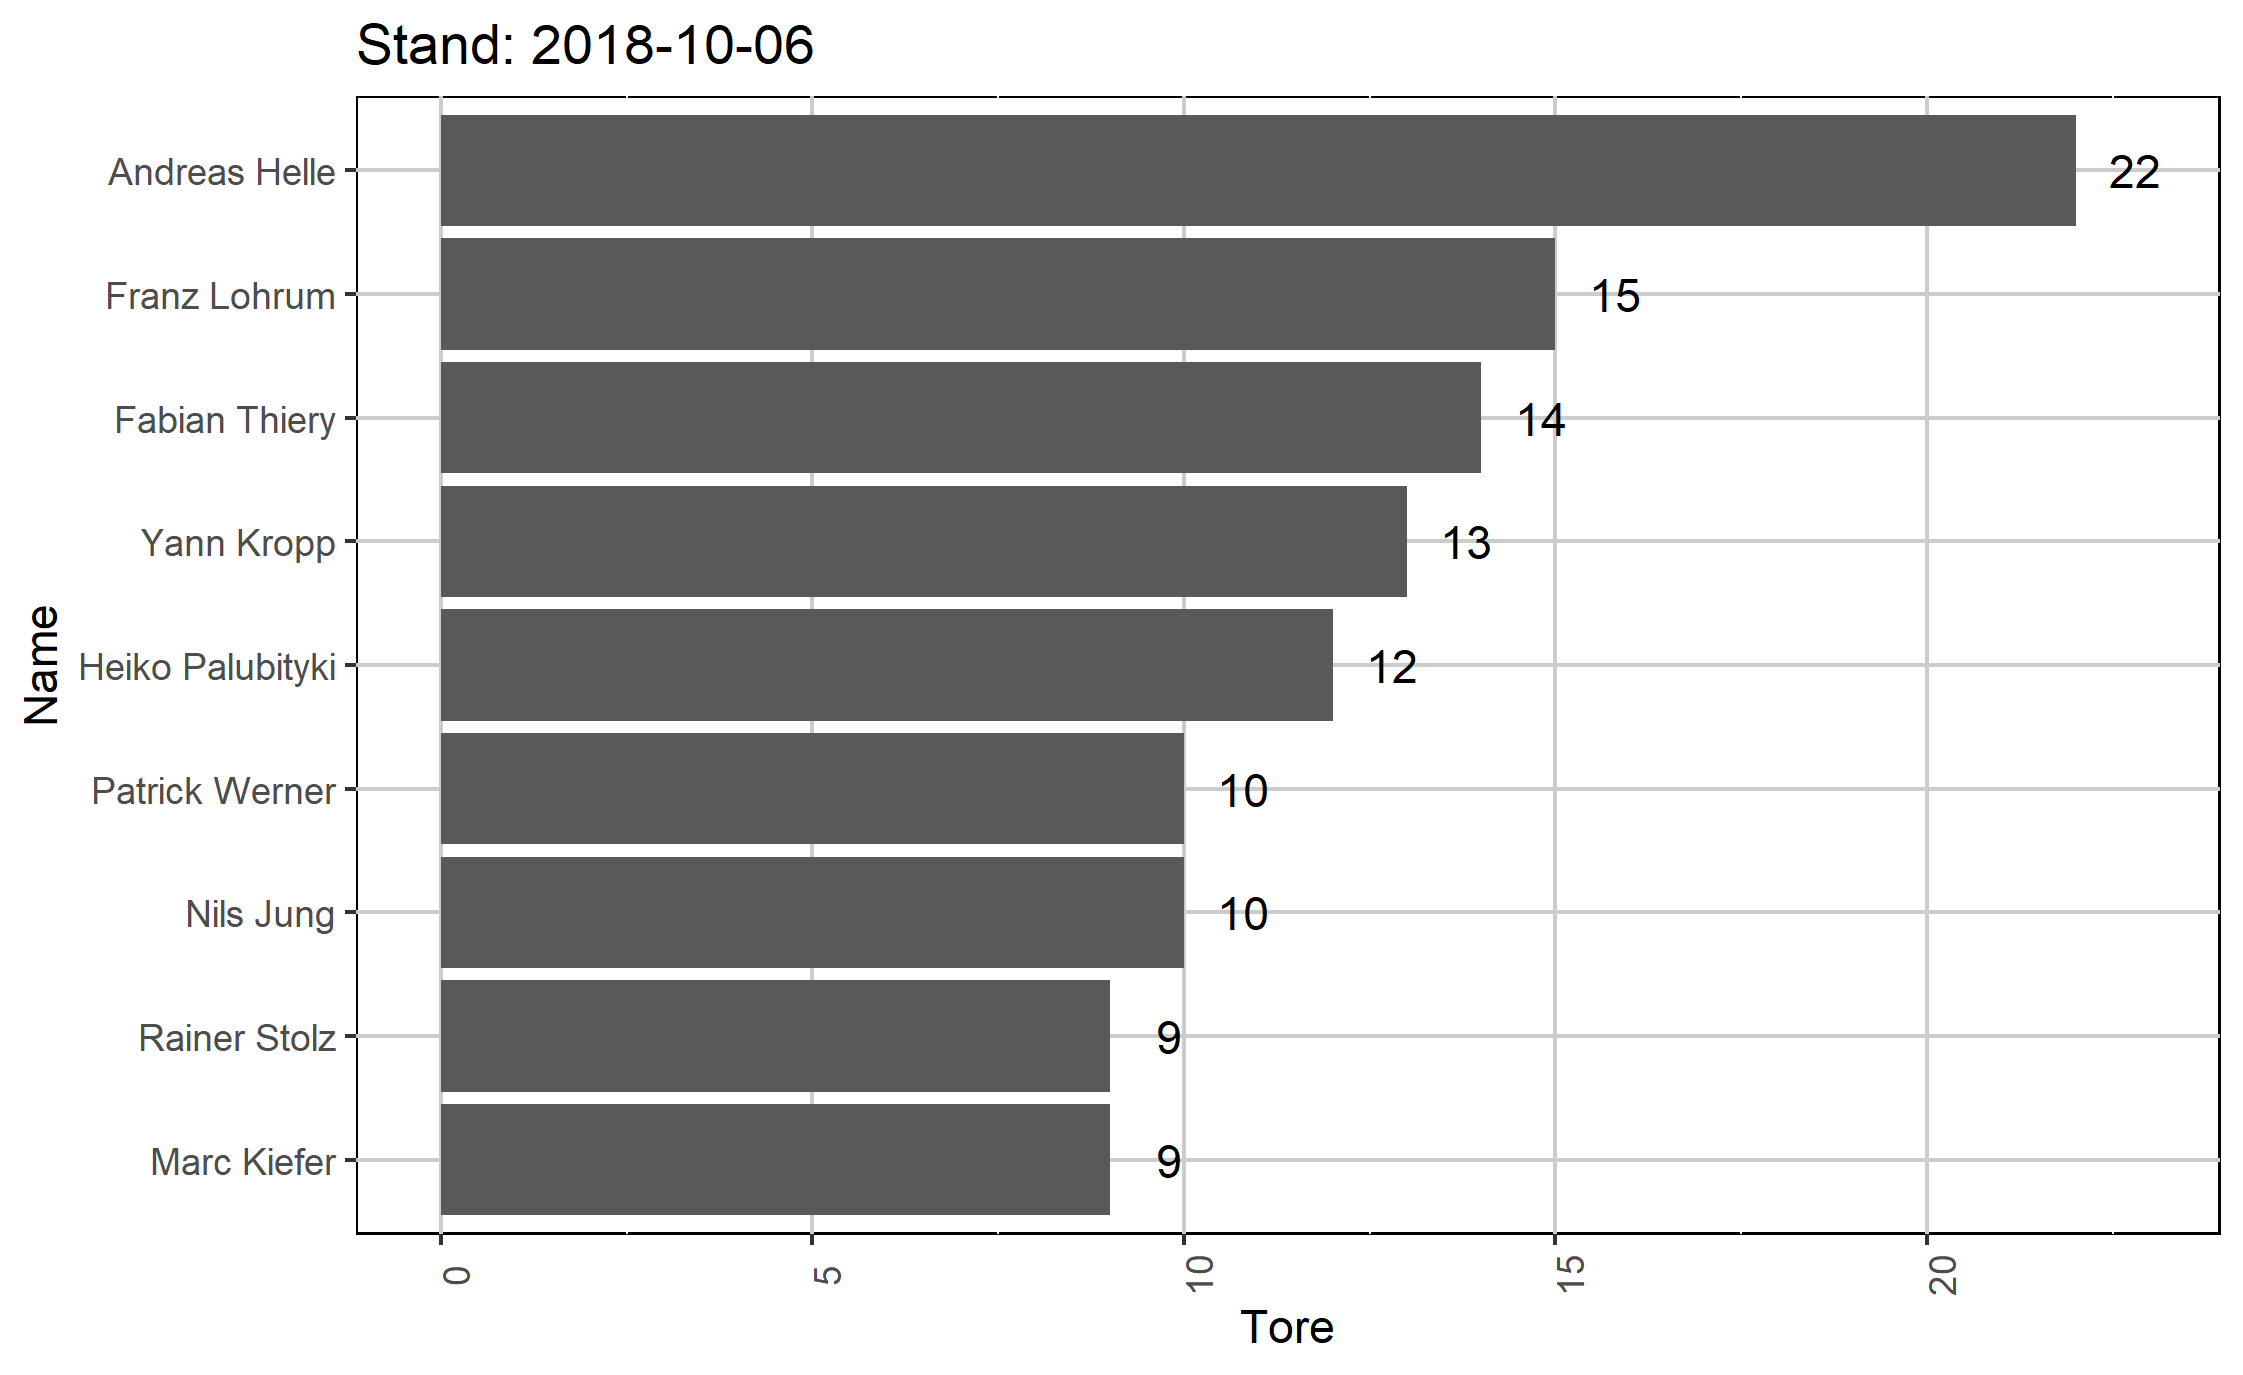 Stand: 2018-10-06
Name
Andreas Helle 22
Franz Lohrum 15
Fabian Thiery 14
Yann Kropp 13
Heiko Palubityki 12
Patrick Werner 10
Nils Jung 10
Rainer Stolz 9
Marc Kiefer 9
0 5 10 15 20
Tore